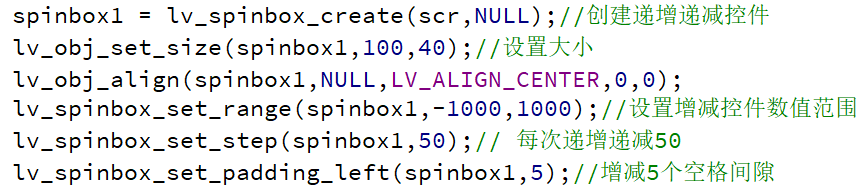 spinbox1 = lv_spinbox_create(scr,NULL);//创建递增递减控件
lv_obj_set_size(spinbox1,100,40);//设置大小
lv_obj_align(spinbox1,NULL,LV_ALIGN_CENTER,0,0);
lv_spinbox_set_range(spinbox1,-1000,1000);//设置增减控件数值范围
lv_spinbox_set_step(spinbox1,50);// 每次递增递减50
lv_spinbox_set_padding_left(spinbox1,5);//增减5个空格间隙